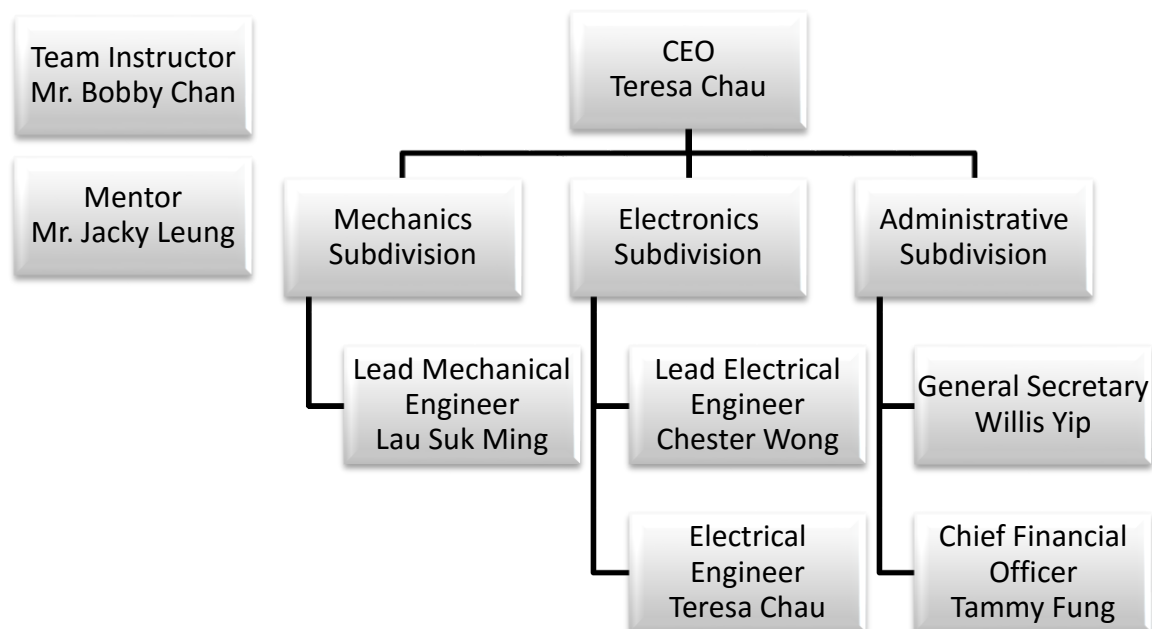 Team Instructor
Mr. Bobby Chan
Mentor
Mr. Jacky Leung
CEO
Teresa Chau
Mechanics
Subdivision
Electronics
Subdivision
Administrative
Subdivision
Lead Mechanical
Engineer
Lau Suk Ming
Lead Electrical
Engineer
Chester Wong
General Secretary
Willis Yip
Electrical
Engineer
Teresa Chau
Chief Financial
Officer
Tammy Fung